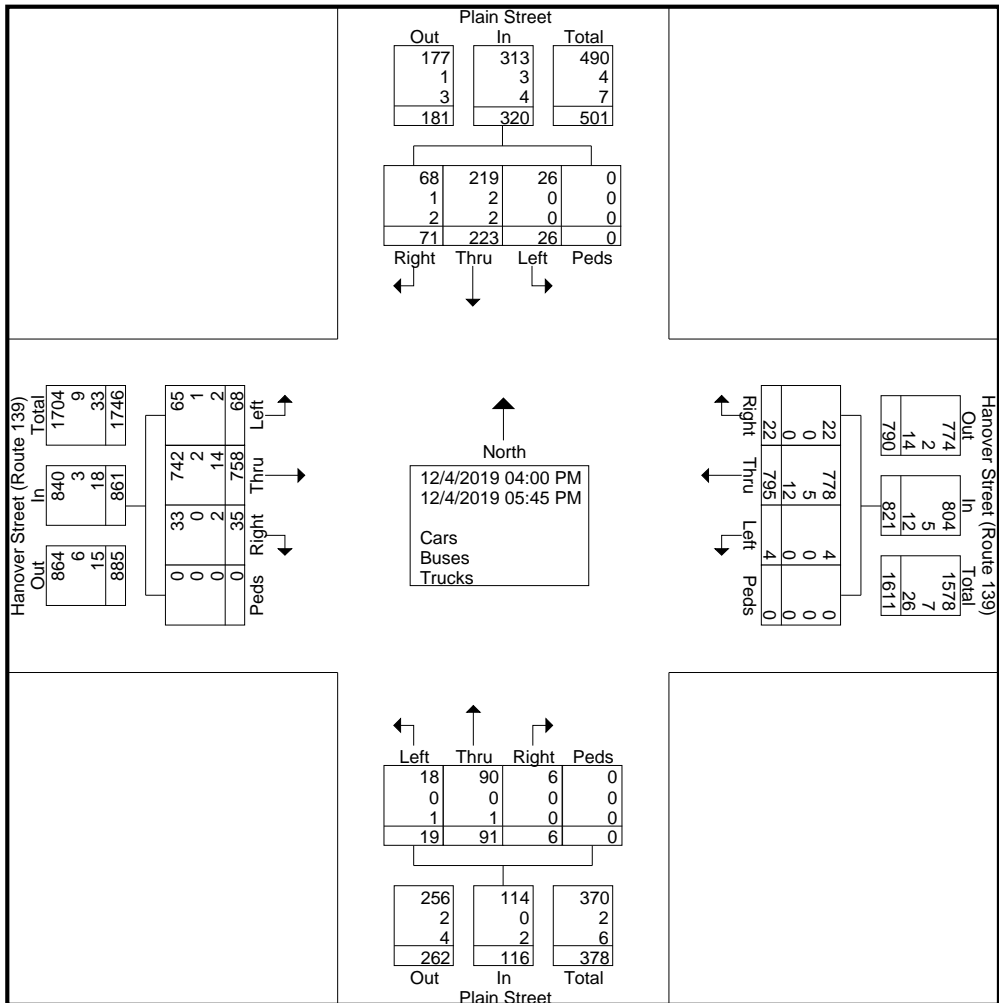 Plain Street
Out In Total
177 313 490
1 3 4
3 4 7
181 320 501
68 219 26 0
1 2 0 0
2 2 0 0
71 223 26 0
Right Thru Left Peds
Hanover Street (Route 139)
Total
1704 9 33 1746
In
840 3 18 861
Out
864 6 15 885
Left
65 1 2 68
Thru
742 2 14 758
Right
33 0 2 35
Peds
0 0 0 0
North
12/4/2019 04:00 PM
12/4/2019 05:45 PM
Cars
Buses
Trucks
Right
22 0 0 22
Thru
778 5 12 795
Left
4 0 0 4
Peds
0 0 0 0
Hanover Street (Route 139)
Out
774 2 14 790
In
804 5 12 821
Total
1578 7 26 1611
Left Thru Right Peds
18 90 6 0
0 0 0 0
1 1 0 0
19 91 6 0
256 114 370
2 0 2
4 2 6
262 116 378
Out In Total
Plain Street